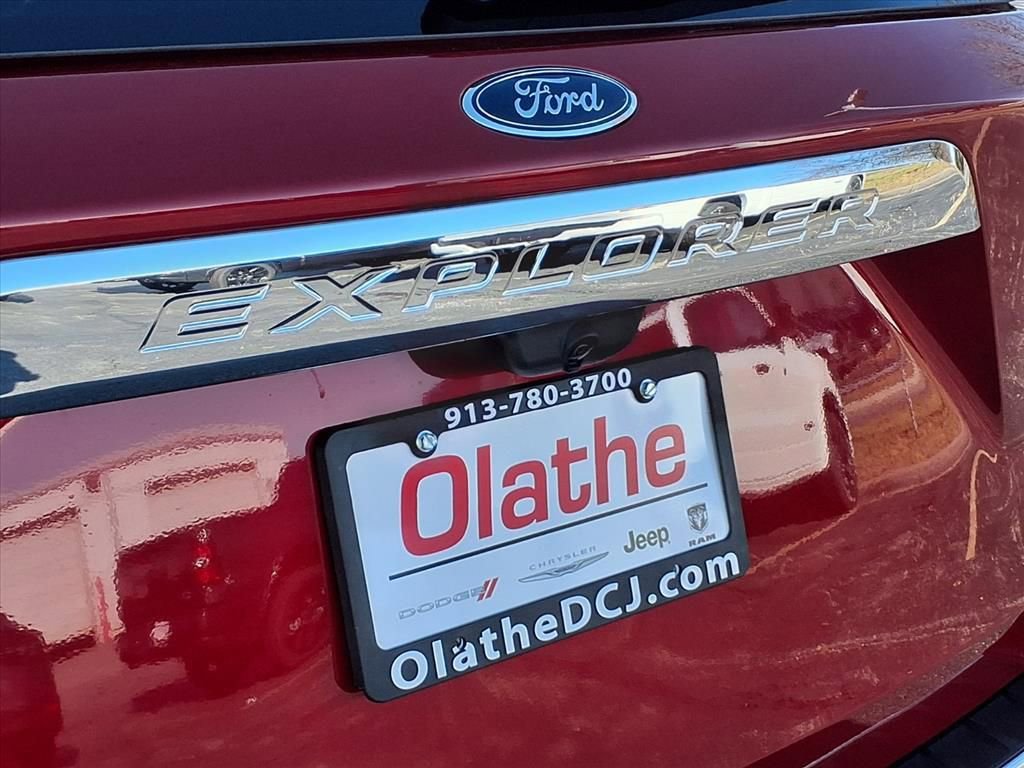 Ford
EXPLORER
913-780-3700
Olathe
DODGE
CHRYSLER
Jeep
RAM
OlatheDCJ.com